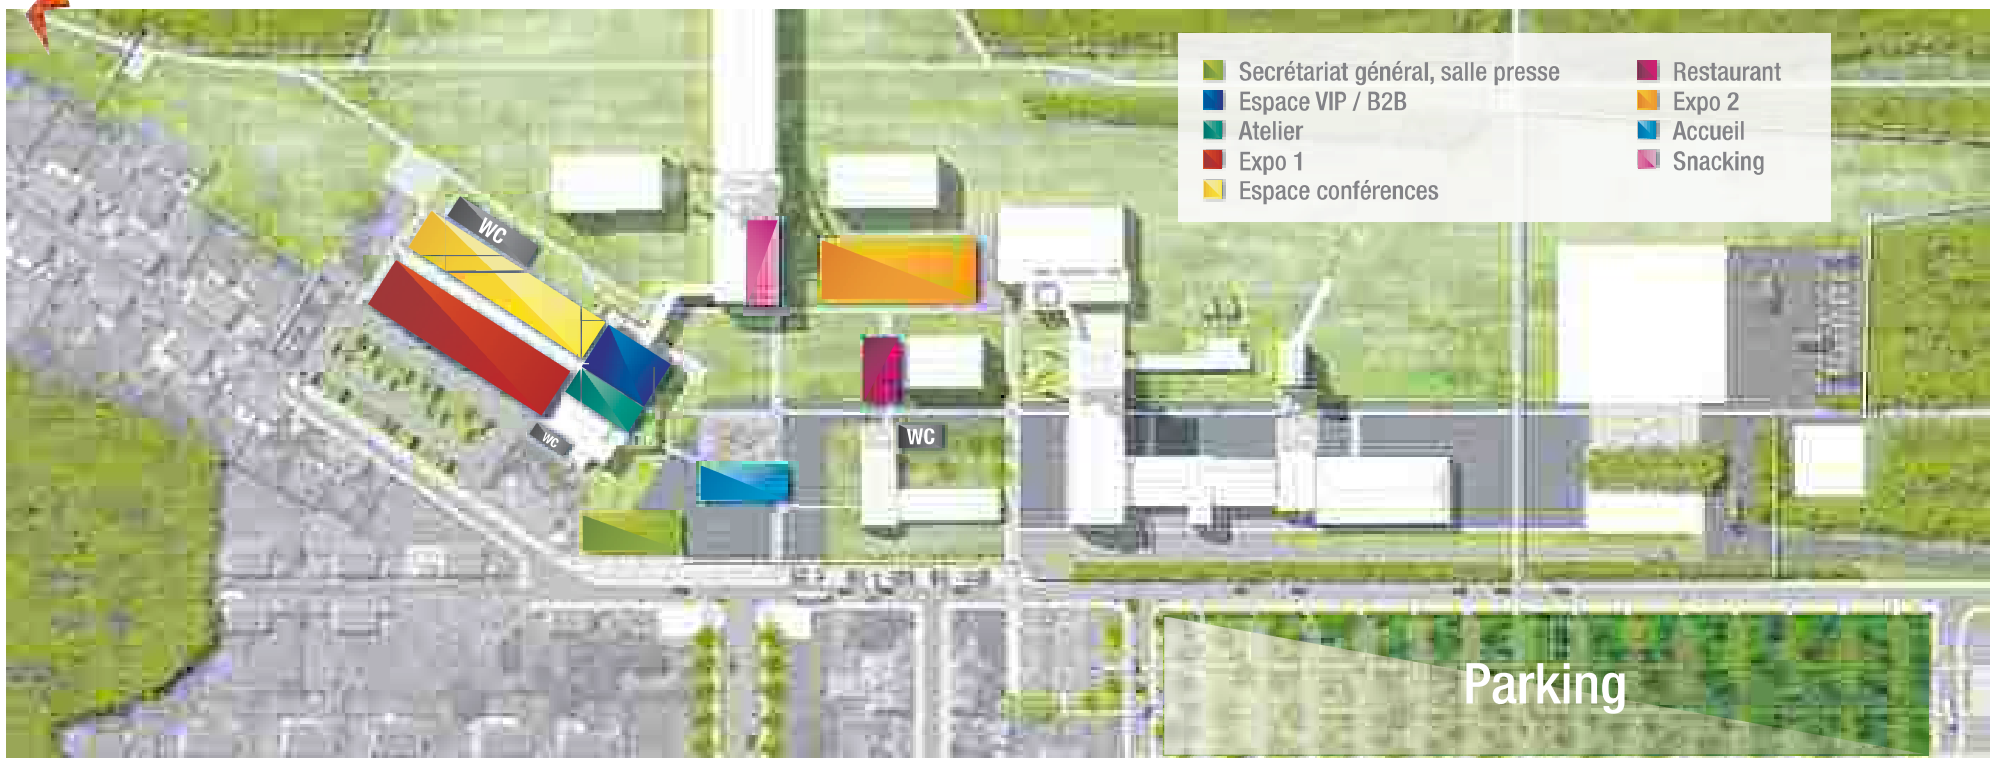 Secrétariat général, salle presse
Espace VIP / B2B
Atelier
Expo 1
Espace conférences
Restaurant
Expo 2
Accueil
Snacking
WC
WC
WC
Parking